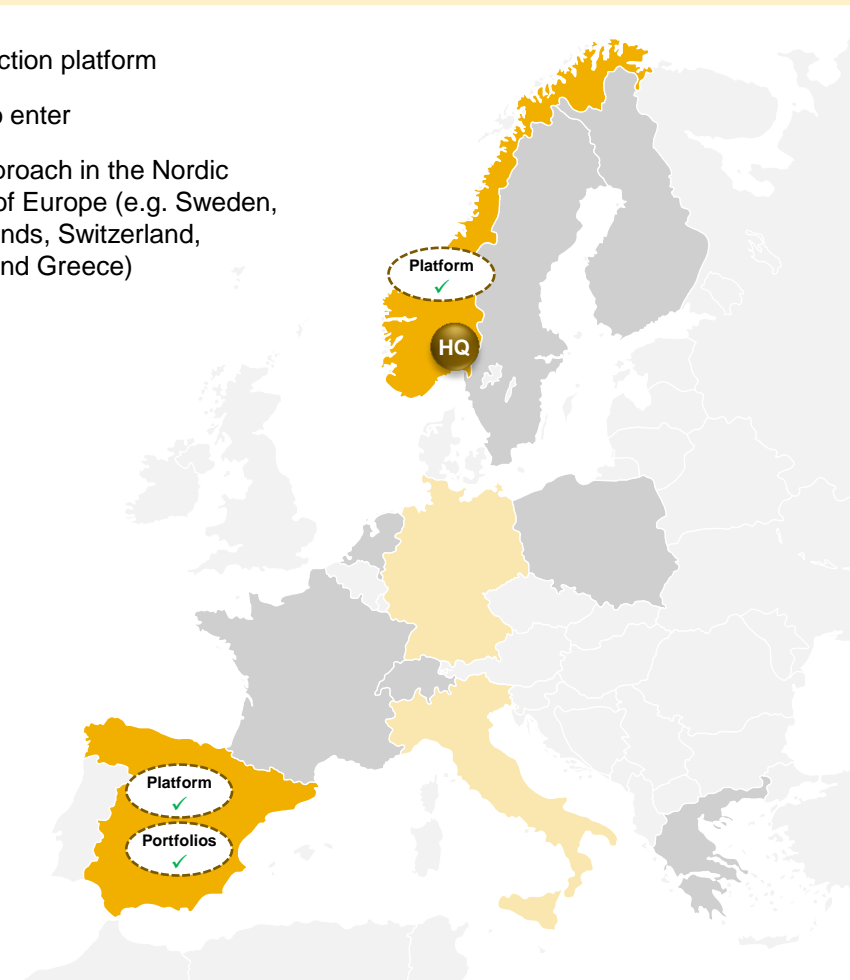 ction platform
enter
proach in the Nordic
of Europe (e.g. Sweden,
nds, Switzerland,
nd Greece)
Platform
✓
HQ
Platform
✓
Portfolios
✓